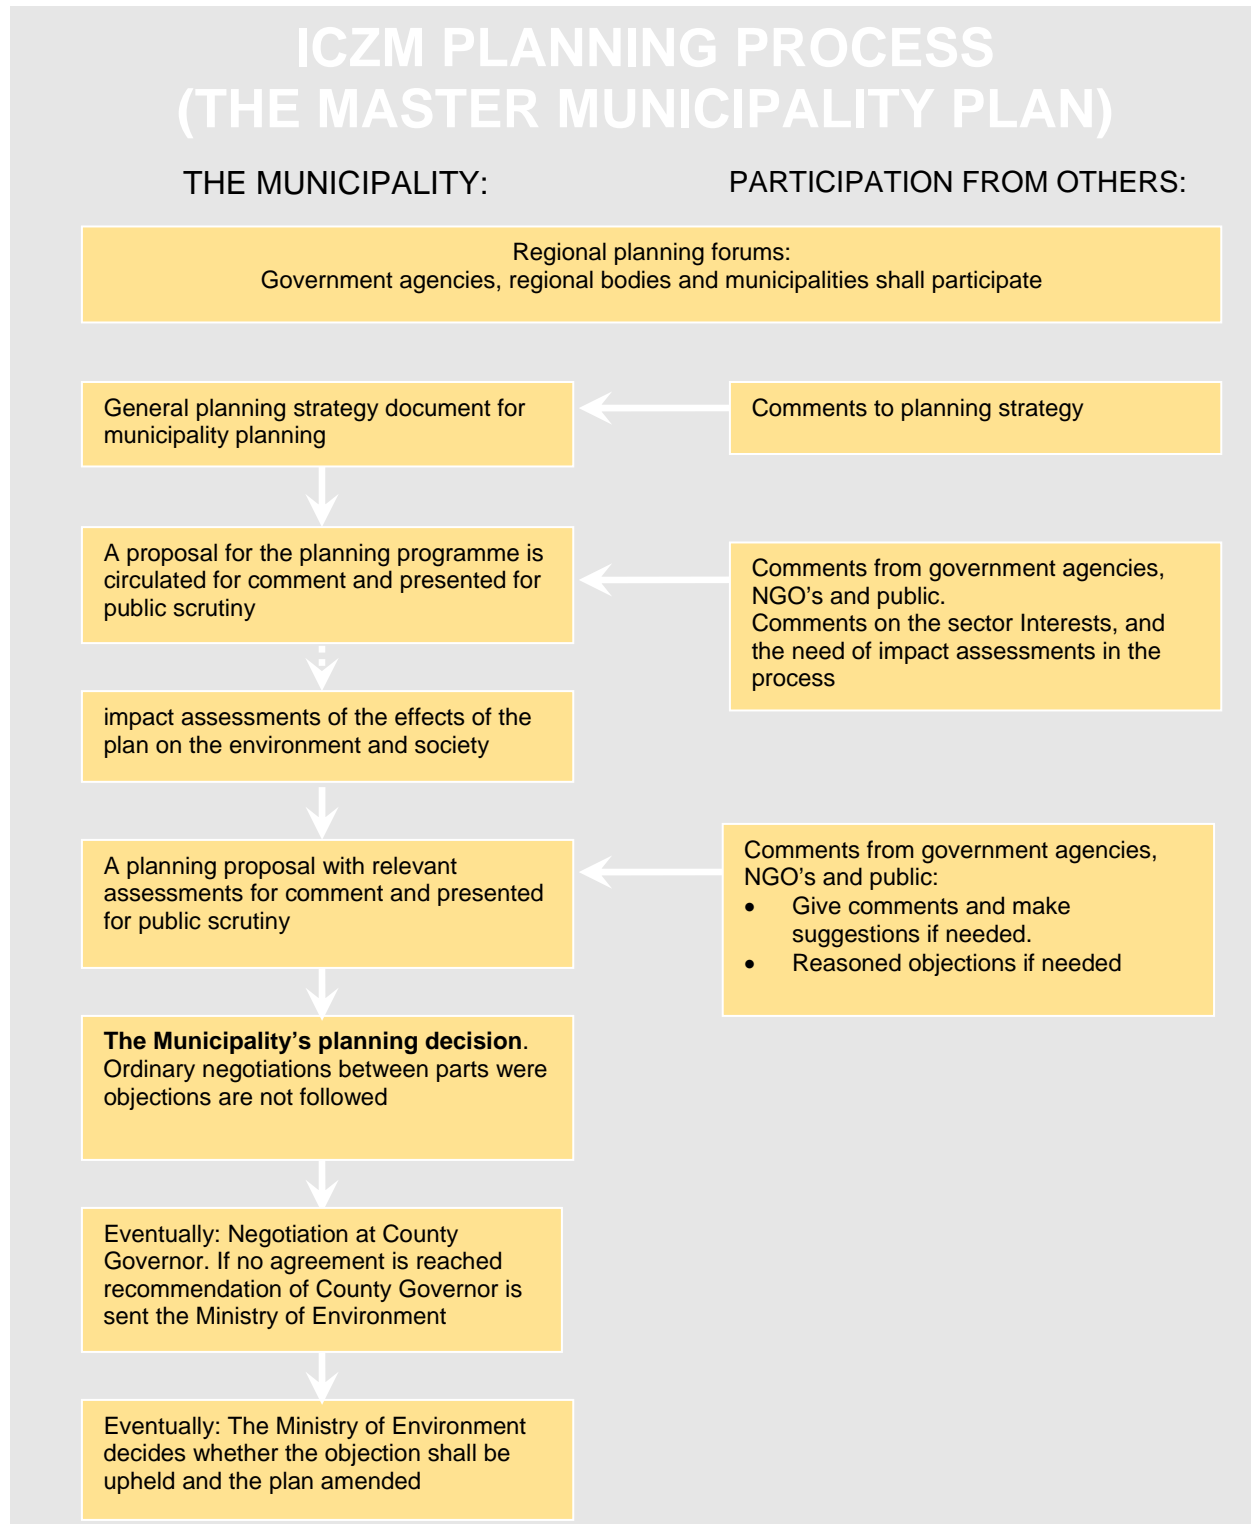 ICZM PLANNING PROCESS
(THE MASTER MUNICIPALITY PLAN)
THE MUNICIPALITY:
PARTICIPATION FROM OTHERS:
Regional planning forums:
Government agencies, regional bodies and municipalities shall participate
General planning strategy document for
municipality planning
Comments to planning strategy
A proposal for the planning programme is
circulated for comment and presented for
public scrutiny
Comments from government agencies,
NGO's and public.
Comments on the sector Interests, and
the need of impact assessments in the
process
impact assessments of the effects of the
plan on the environment and society
A planning proposal with relevant
assessments for comment and presented
for public scrutiny
Comments from government agencies,
NGO's and public:
• Give comments and make
suggestions if needed.
• Reasoned objections if needed
The Municipality’s planning decision.
Ordinary negotiations between parts were
objections are not followed
Eventually: Negotiation at County
Governor. If no agreement is reached
recommendation of County Governor is
sent the Ministry of Environment
Eventually: The Ministry of Environment
decides whether the objection shall be
upheld and the plan amended